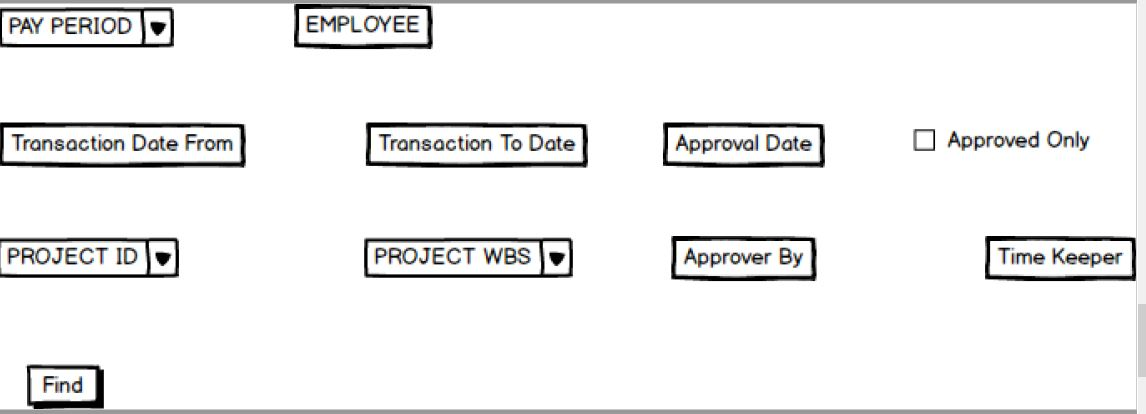 PAY PERIOD EMPLOYEE
Transaction Date From Transaction To Date Approval Date Approved Only
PROJECT ID PROJECT WBS Approver By Time Keeper
Find